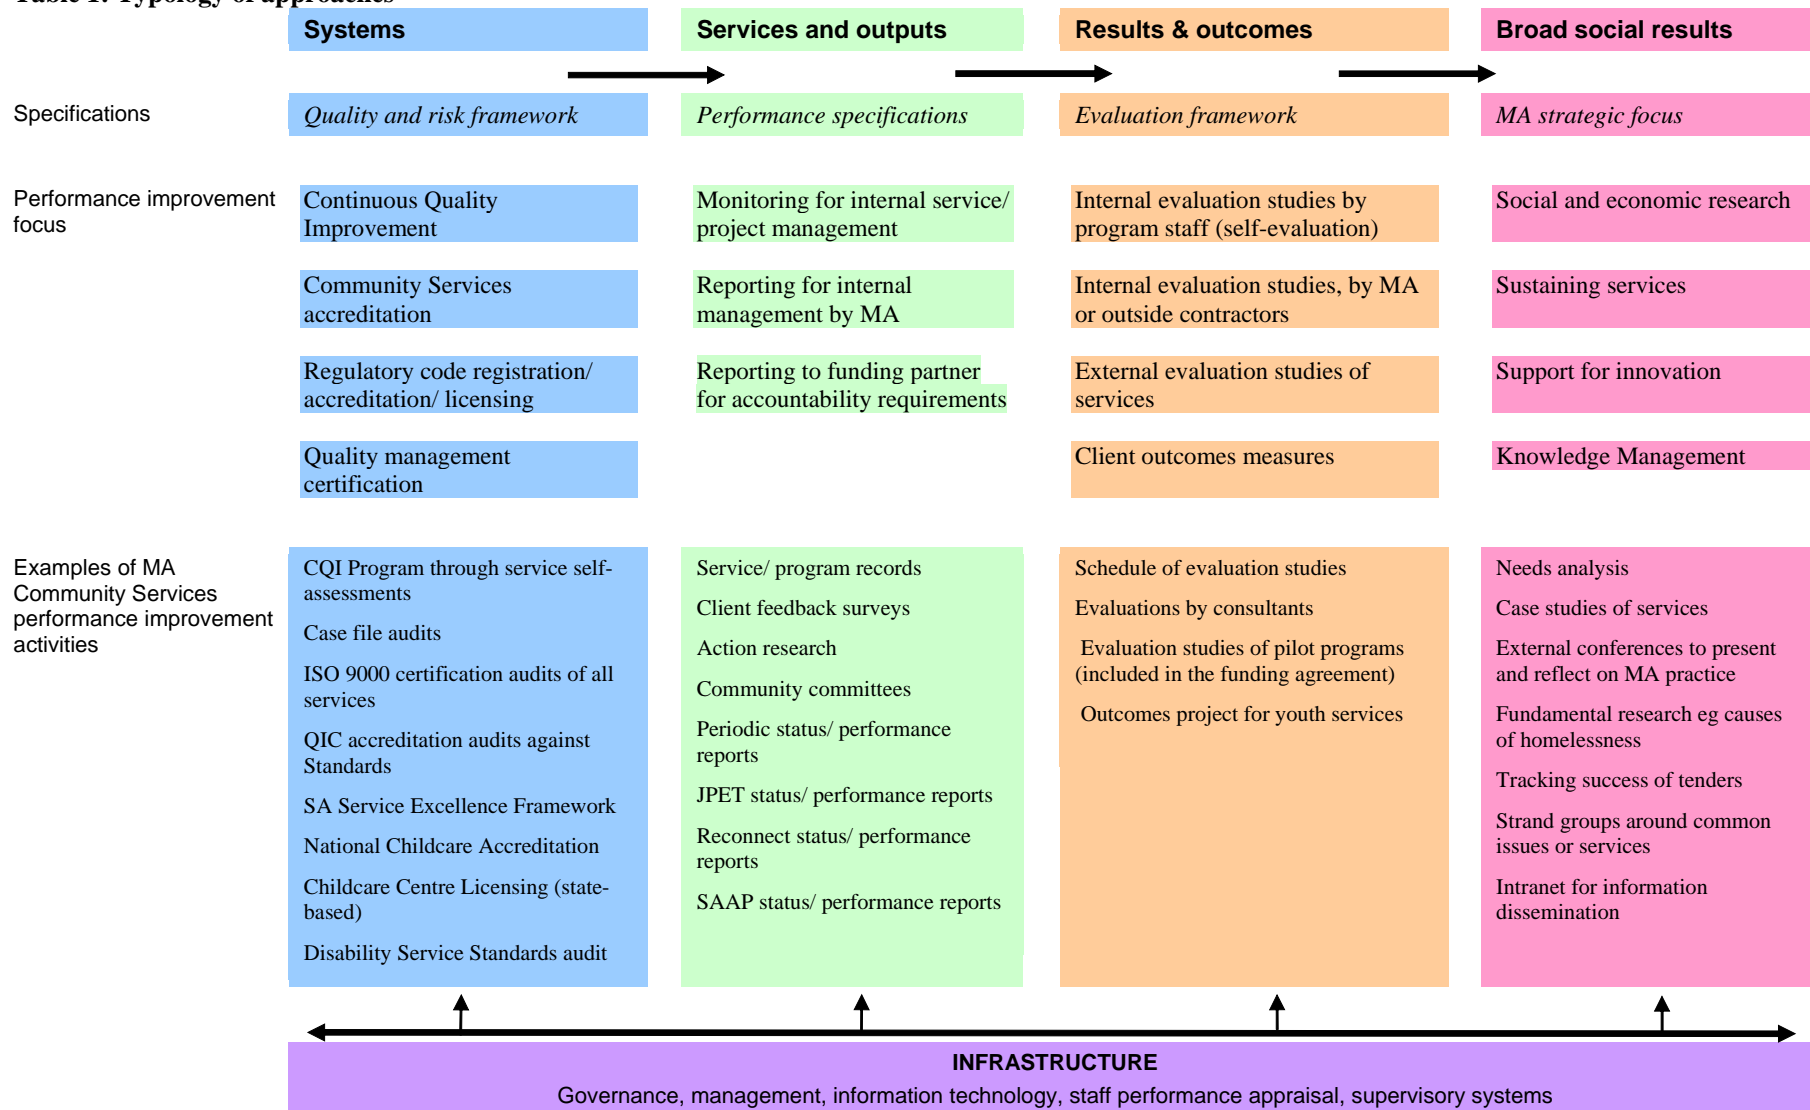 Table 1: Typology of approaches
Systems
Services and outputs
Results & outcomes
Broad social results
Specifications
Quality and risk framework
Performance specifications
Evaluation framework
MA strategic focus
Performance improvement
focus
Continuous Quality
Improvement
Monitoring for internal service/
project management
Internal evaluation studies by
program staff (self-evaluation)
Social and economic research
Community Services
accreditation
Reporting for internal
management by MA
Internal evaluation studies, by MA
or outside contractors
Sustaining services
Regulatory code registration/
accreditation/ licensing
Reporting to funding partner
for accountability requirements
External evaluation studies of
services
Support for innovation
Quality management
certification
Client outcomes measures
Knowledge Management
Examples of MA
Community Services
performance improvement
activities
CQI Program through service self-
assessments
Case file audits
ISO 9000 certification audits of all
services
QIC accreditation audits against
Standards
SA Service Excellence Framework
National Childcare Accreditation
Childcare Centre Licensing (state-
based)
Disability Service Standards audit
Service/ program records
Client feedback surveys
Action research
Community committees
Periodic status/ performance
reports
JPET status/ performance reports
Reconnect status/ performance
reports
SAAP status/ performance reports
Schedule of evaluation studies
Evaluations by consultants
Evaluation studies of pilot programs
(included in the funding agreement)
Outcomes project for youth services
Needs analysis
Case studies of services
External conferences to present
and reflect on MA practice
Fundamental research eg causes
of homelessness
Tracking success of tenders
Strand groups around common
issues or services
Intranet for information
dissemination
INFRASTRUCTURE
Governance, management, information technology, staff performance appraisal, supervisory systems